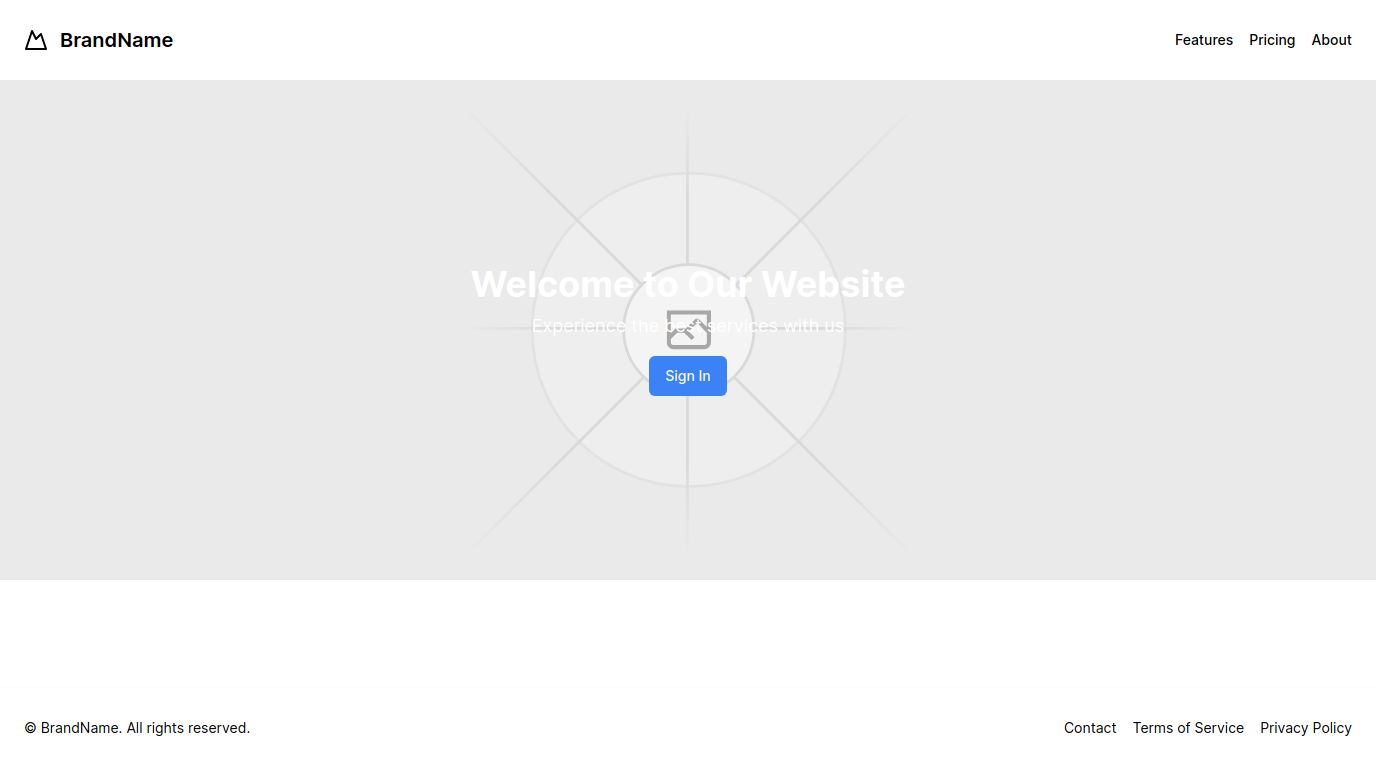 BrandName
Features Pricing About
Welcome to Our Website
Experience the best services with us
Sign In
© BrandName. All rights reserved.
Contact Terms of Service Privacy Policy